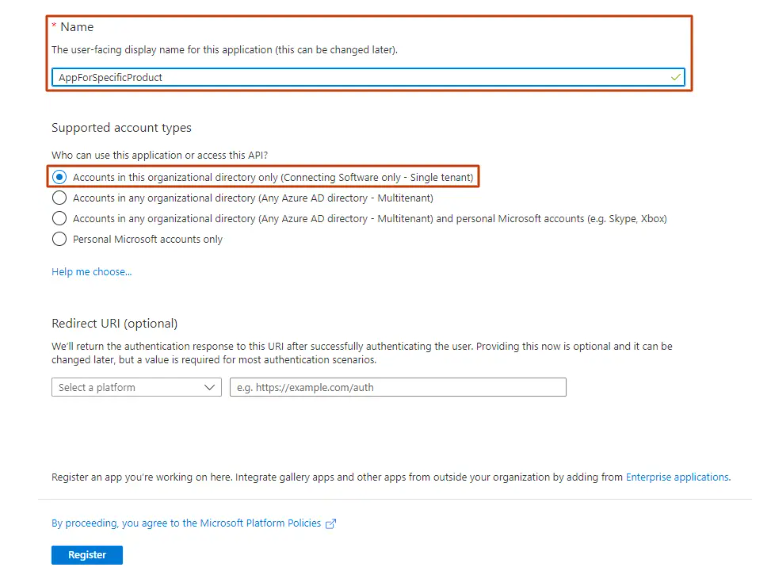 * Name
The user-facing display name for this application (this can be changed later).
AppForSpecificProduct
Supported account types
Who can use this application or access this API?
Accounts in this organizational directory only (Connecting Software only - Single tenant)
Accounts in any organizational directory (Any Azure AD directory - Multitenant)
Accounts in any organizational directory (Any Azure AD directory - Multitenant) and personal Microsoft accounts (e.g. Skype, Xbox)
Personal Microsoft accounts only
Help me choose...
Redirect URI (optional)
We'll return the authentication response to this URI after successfully authenticating the user. Providing this now is optional and it can be
changed later, but a value is required for most authentication scenarios.
Select a platform
e.g. https://example.com/auth
Register an app you're working on here. Integrate gallery apps and other apps from outside your organization by adding from Enterprise applications.
By proceeding, you agree to the Microsoft Platform Policies
Register